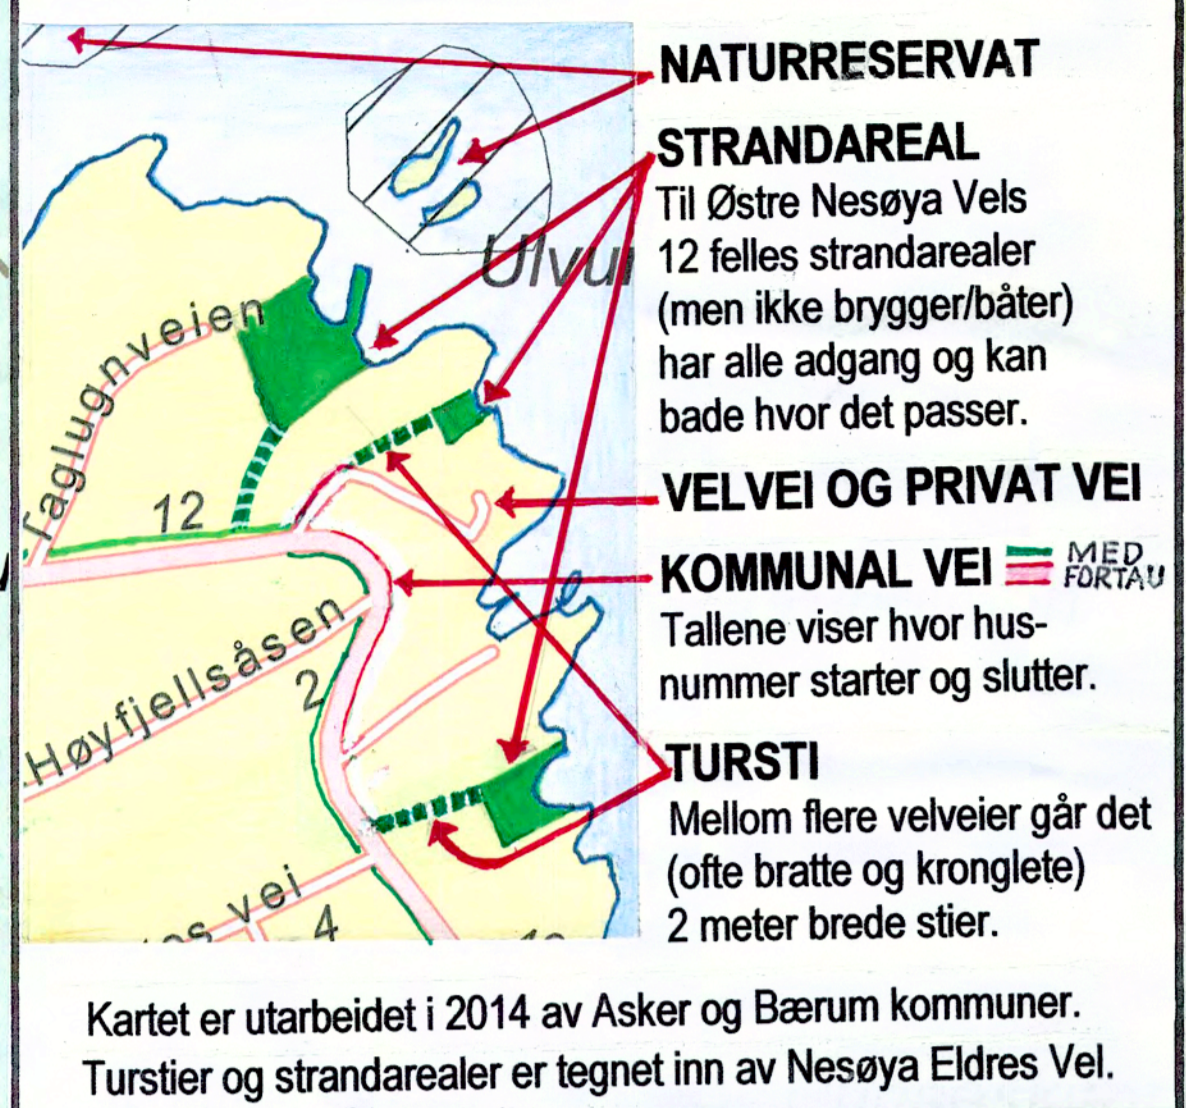 NATURRESERVAT
STRANDAREAL
Til Østre Nesøya Vels
12 felles strandarealer
(men ikke brygger/båter)
har alle adgang og kan
bade hvor det passer.
VELVEI OG PRIVAT VEI
KOMMUNAL VEI MED
FORTAU
Tallene viser hvor hus-
nummer starter og slutter.
TURSTI
Mellom flere velveier går det
(ofte bratte og kronglete)
2 meter brede stier.
Ulvu
Taglugnveien
12
Høyfjellsåsen
2
vei
4
Kartet er utarbeidet i 2014 av Asker og Bærum kommuner.
Turstier og strandarealer er tegnet inn av Nesøya Eldres Vel.